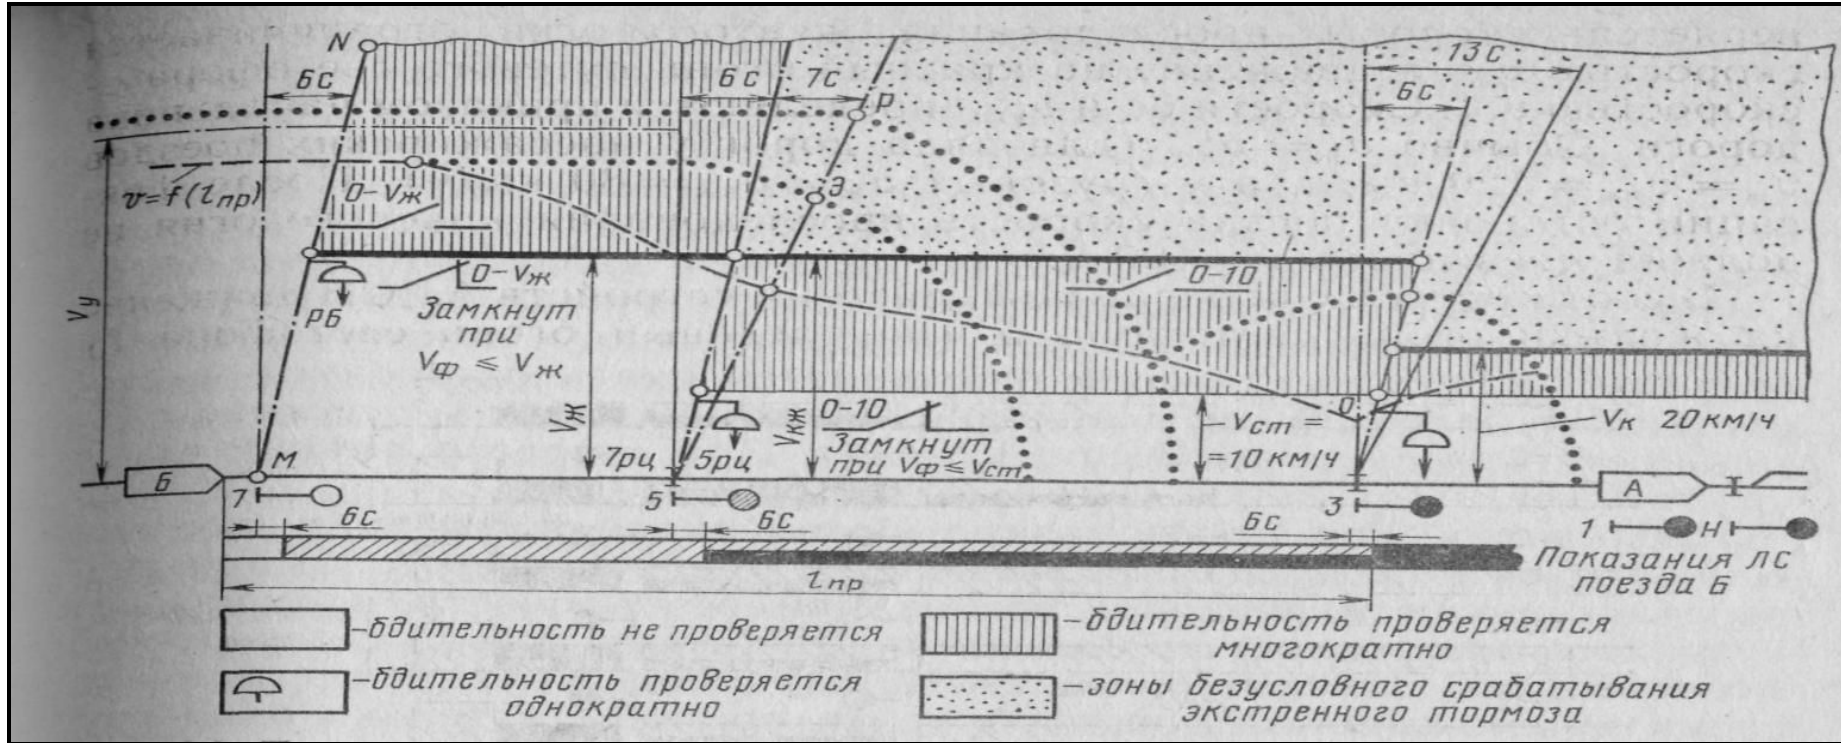 N
6с
6с
7с
13с
6с
Р
Э
v=f(lпр)
0-Vж
Vу
РБ
0-Vж
Замкнут
при
Vф ≤ Vж
Vж
Vкж
0-10
0-10
Замкнут
при Vф≤Vст
Vст =
=10 км/ч
О
Vк 20 км/ч
Б
М
7рц
5рц
А
7
5
3
1
Н
6с
6с
6с
Показания ЛС
поезда Б
lпр
-бдительность не проверяется
-бдительность проверяется
многократно
-бдительность проверяется
однократно
-зоны безусловного срабатывания
экстренного тормоза